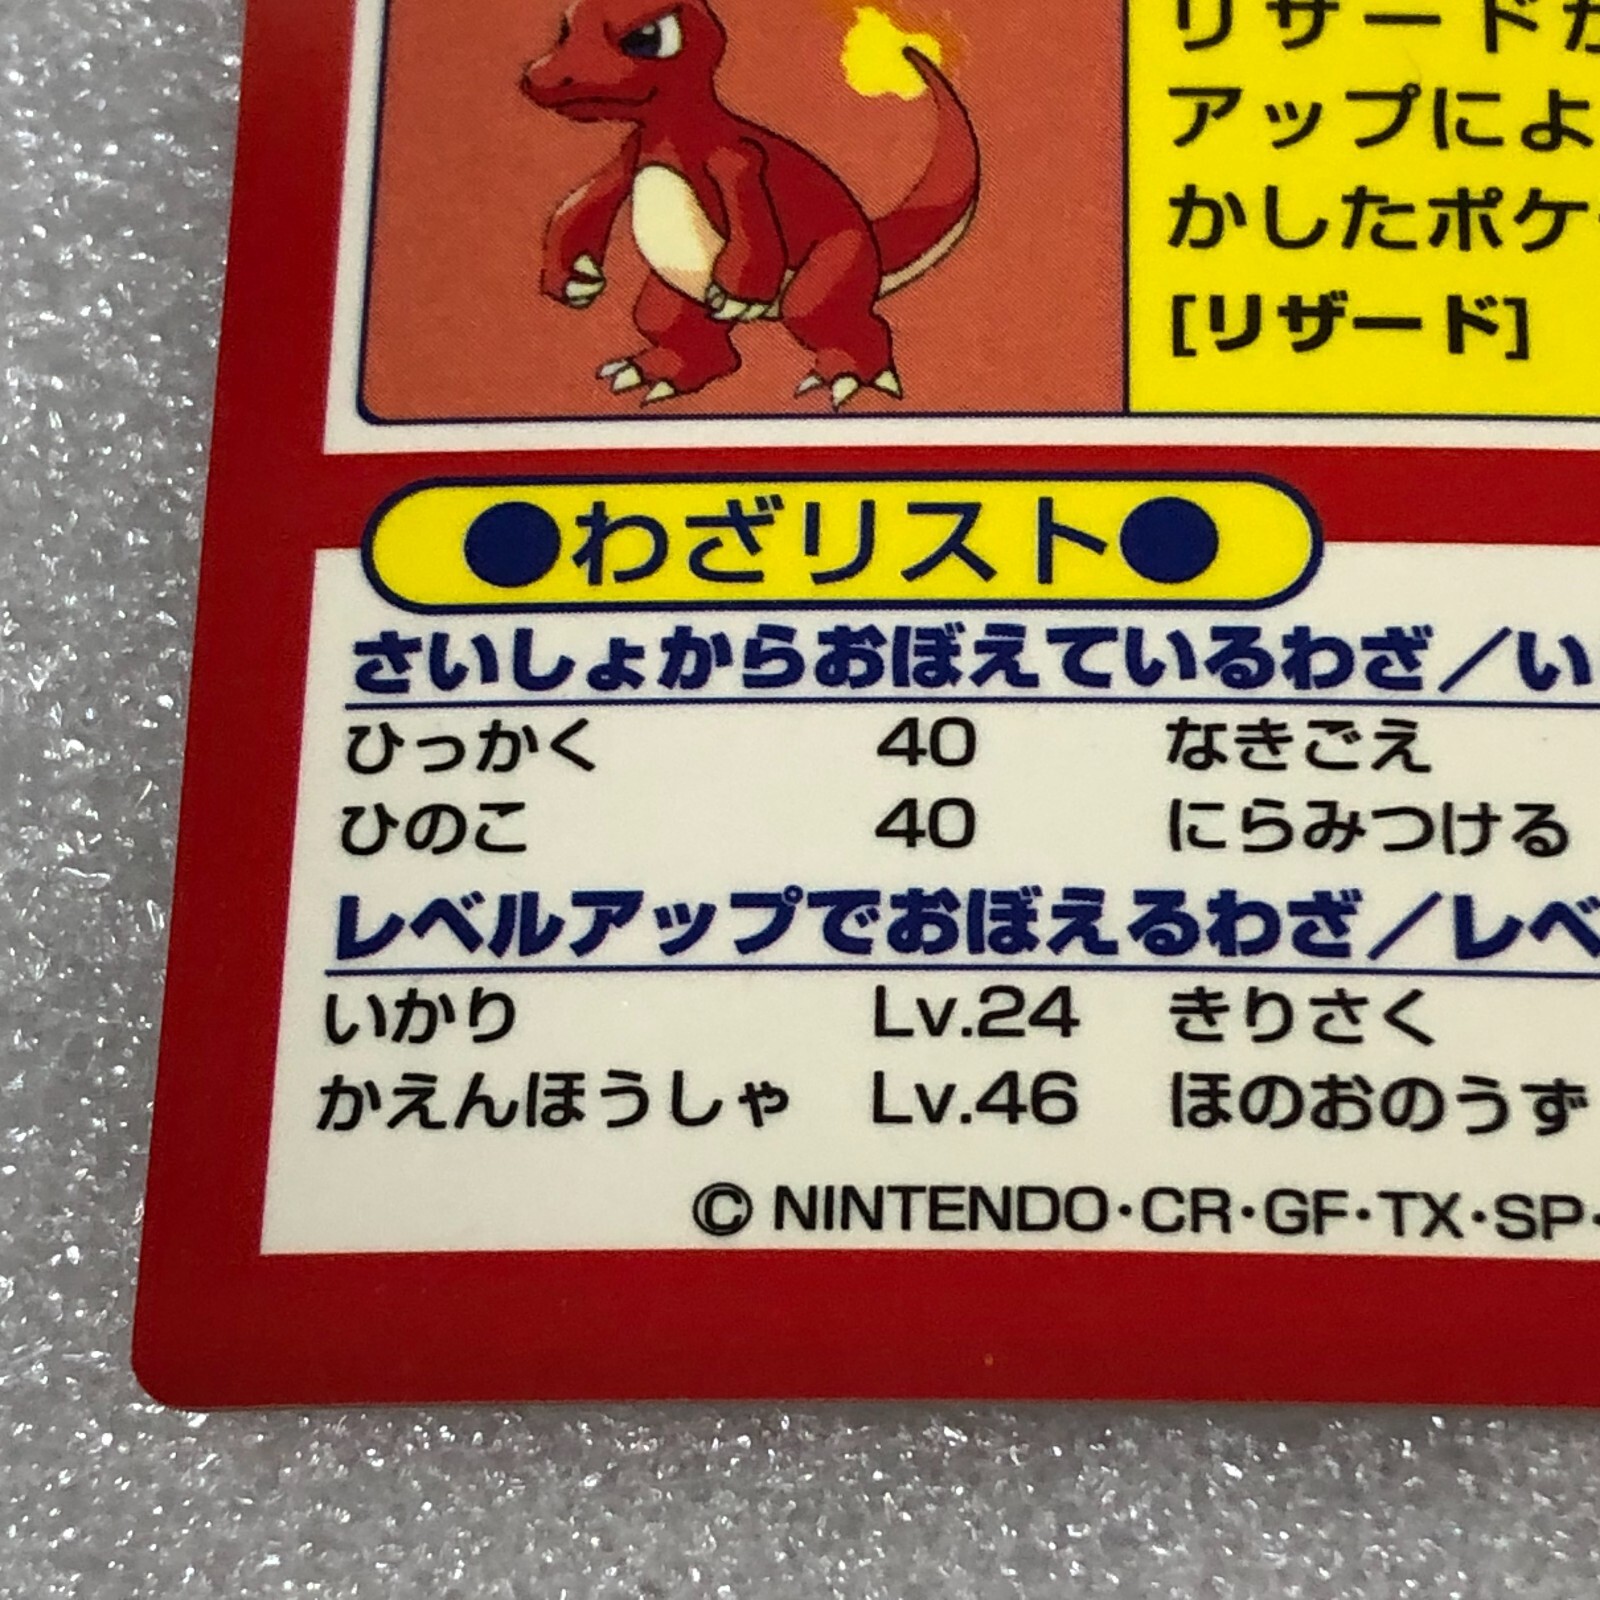 リザードが
アップによ
かしたポケ
[リザード]
●わざリスト●
さいしょからおぼえているわざ／い
ひっかく 40 なきごえ
ひのこ 40 にらみつける
レベルアップでおぼえるわざ／レベ
いかり Lv.24 きりさく
かえんほうしゃ Lv.46 ほのおのうず
© NINTENDO・CR・GF・TX・SP・